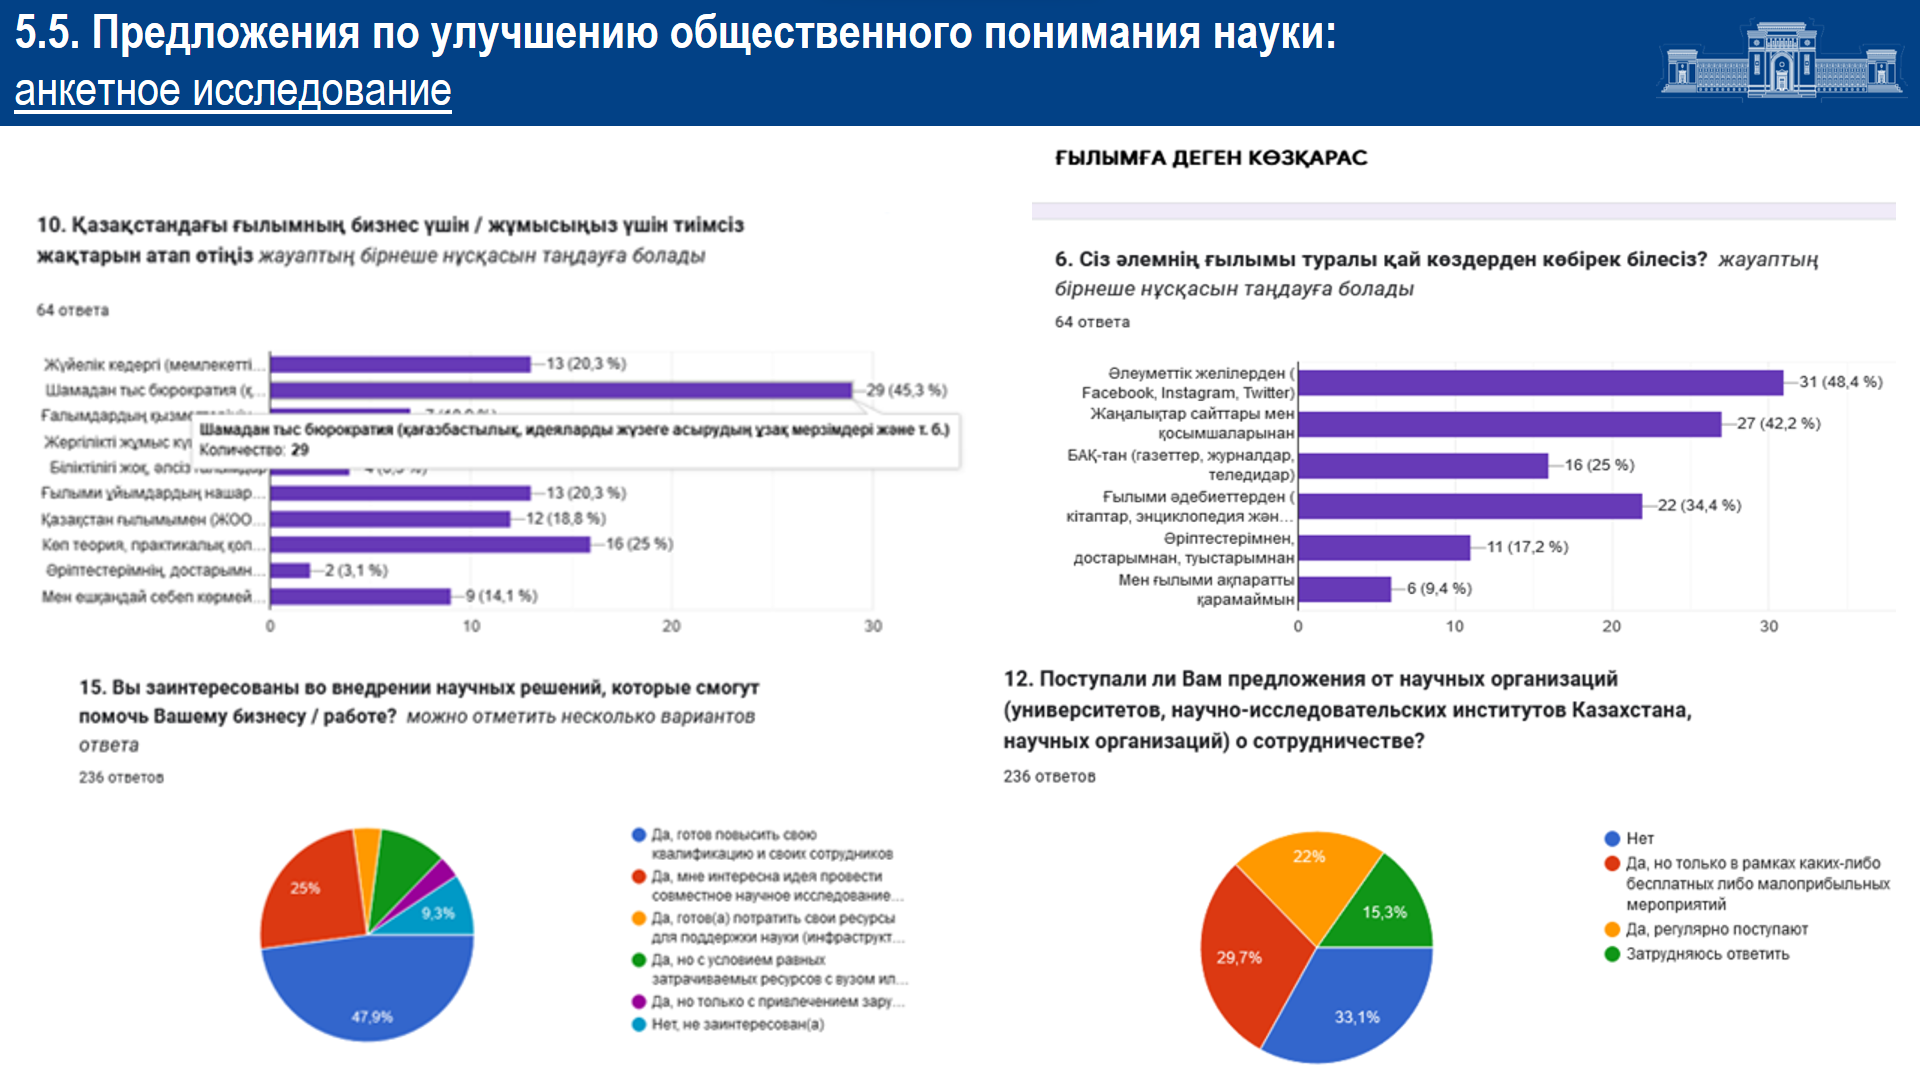 5.5. Предложения по улучшению общественного понимания науки:
анкетное исследование
10. Қазақстандағы ғылымның бизнес үшін / жұмысыңыз үшін тиімсіз
жақтарын атап өтіңіз жауаптың бірнеше нұсқасын таңдауға болады
64 ответа
Жүйелік кедергі (мемлекетті...
13 (20,3 %)
Шамадан тыс бюрократия (қ...
29 (45,3 %)
Ғалымдардың
Шамадан тыс бюрократия (қағазбастылық, идеяларды жүзеге асырудың ұзақ мерзімдері және т. б.)
Количество: 29
Жергілікті жұмыс
Біліктілігі жоқ, әлсіз ғалымдар
Ғылыми ұйымдардың нашар...
13 (20,3 %)
Қазақстан ғылымымен (ЖОО...
12 (18,8 %)
Көп теория, практикалық қол...
16 (25 %)
Әріптестерімнің, достарымн...
2 (3,1 %)
Мен ешқандай себеп көрмей...
9 (14,1 %)
0 10 20 30
ҒЫЛЫМҒА ДЕГЕН КӨЗҚАРАС
6. Сіз әлемнің ғылымы туралы қай көздерден көбірек білесіз? жауаптың
бірнеше нұсқасын таңдауға болады
64 ответа
Әлеуметтік желілерден (
Facebook, Instagram, Twitter)
31 (48,4 %)
Жаңалықтар сайттары мен
қосымшаларынан
27 (42,2 %)
БАҚ-тан (газеттер, журналдар,
теледидар)
16 (25 %)
Ғылыми әдебиеттерден (
кітаптар, энциклопедия жән...
22 (34,4 %)
Әріптестерімнен,
достарымнан, туыстарымнан
11 (17,2 %)
Мен ғылыми ақпаратты
қарамаймын
6 (9,4 %)
0 10 20 30
15. Вы заинтересованы во внедрении научных решений, которые смогут
помочь Вашему бизнесу / работе? можно отметить несколько вариантов
ответа
236 ответов
25%
9,3%
47,9%
Да, готов повысить свою
квалификацию и своих сотрудников
Да, мне интересна идея провести
совместное научное исследование...
Да, готов(а) потратить свои ресурсы
для поддержки науки (инфраструкт...
Да, но с условием равных
затрачиваемых ресурсов с вузом ил...
Да, но только с привлечением зару...
Нет, не заинтересован(а)
12. Поступали ли Вам предложения от научных организаций
(университетов, научно-исследовательских институтов Казахстана,
научных организаций) о сотрудничестве?
236 ответов
22%
15,3%
29,7%
33,1%
Нет
Да, но только в рамках каких-либо
бесплатных либо малоприбыльных
мероприятий
Да, регулярно поступают
Затрудняюсь ответить